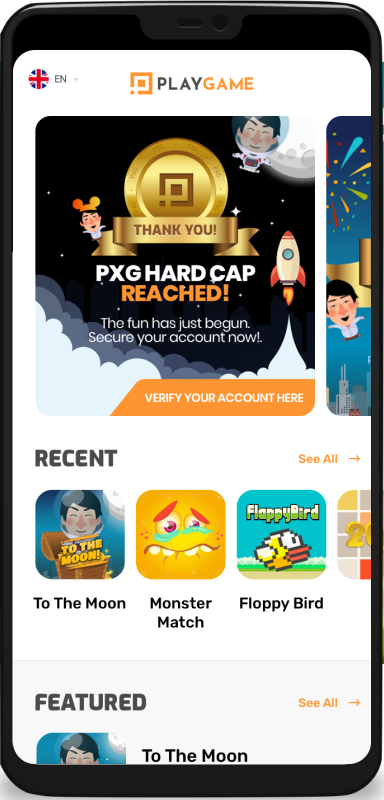 EN
PLAYGAME
THANK YOU!
PXG HARD CAP
REACHED!
The fun has just begun.
Secure your account now!.
VERIFY YOUR ACCOUNT HERE
RECENT
See All →
TO THE
MOON!
FlappyBird
20
To The Moon
Monster
Match
Floppy Bird
FEATURED
See All →
To The Moon